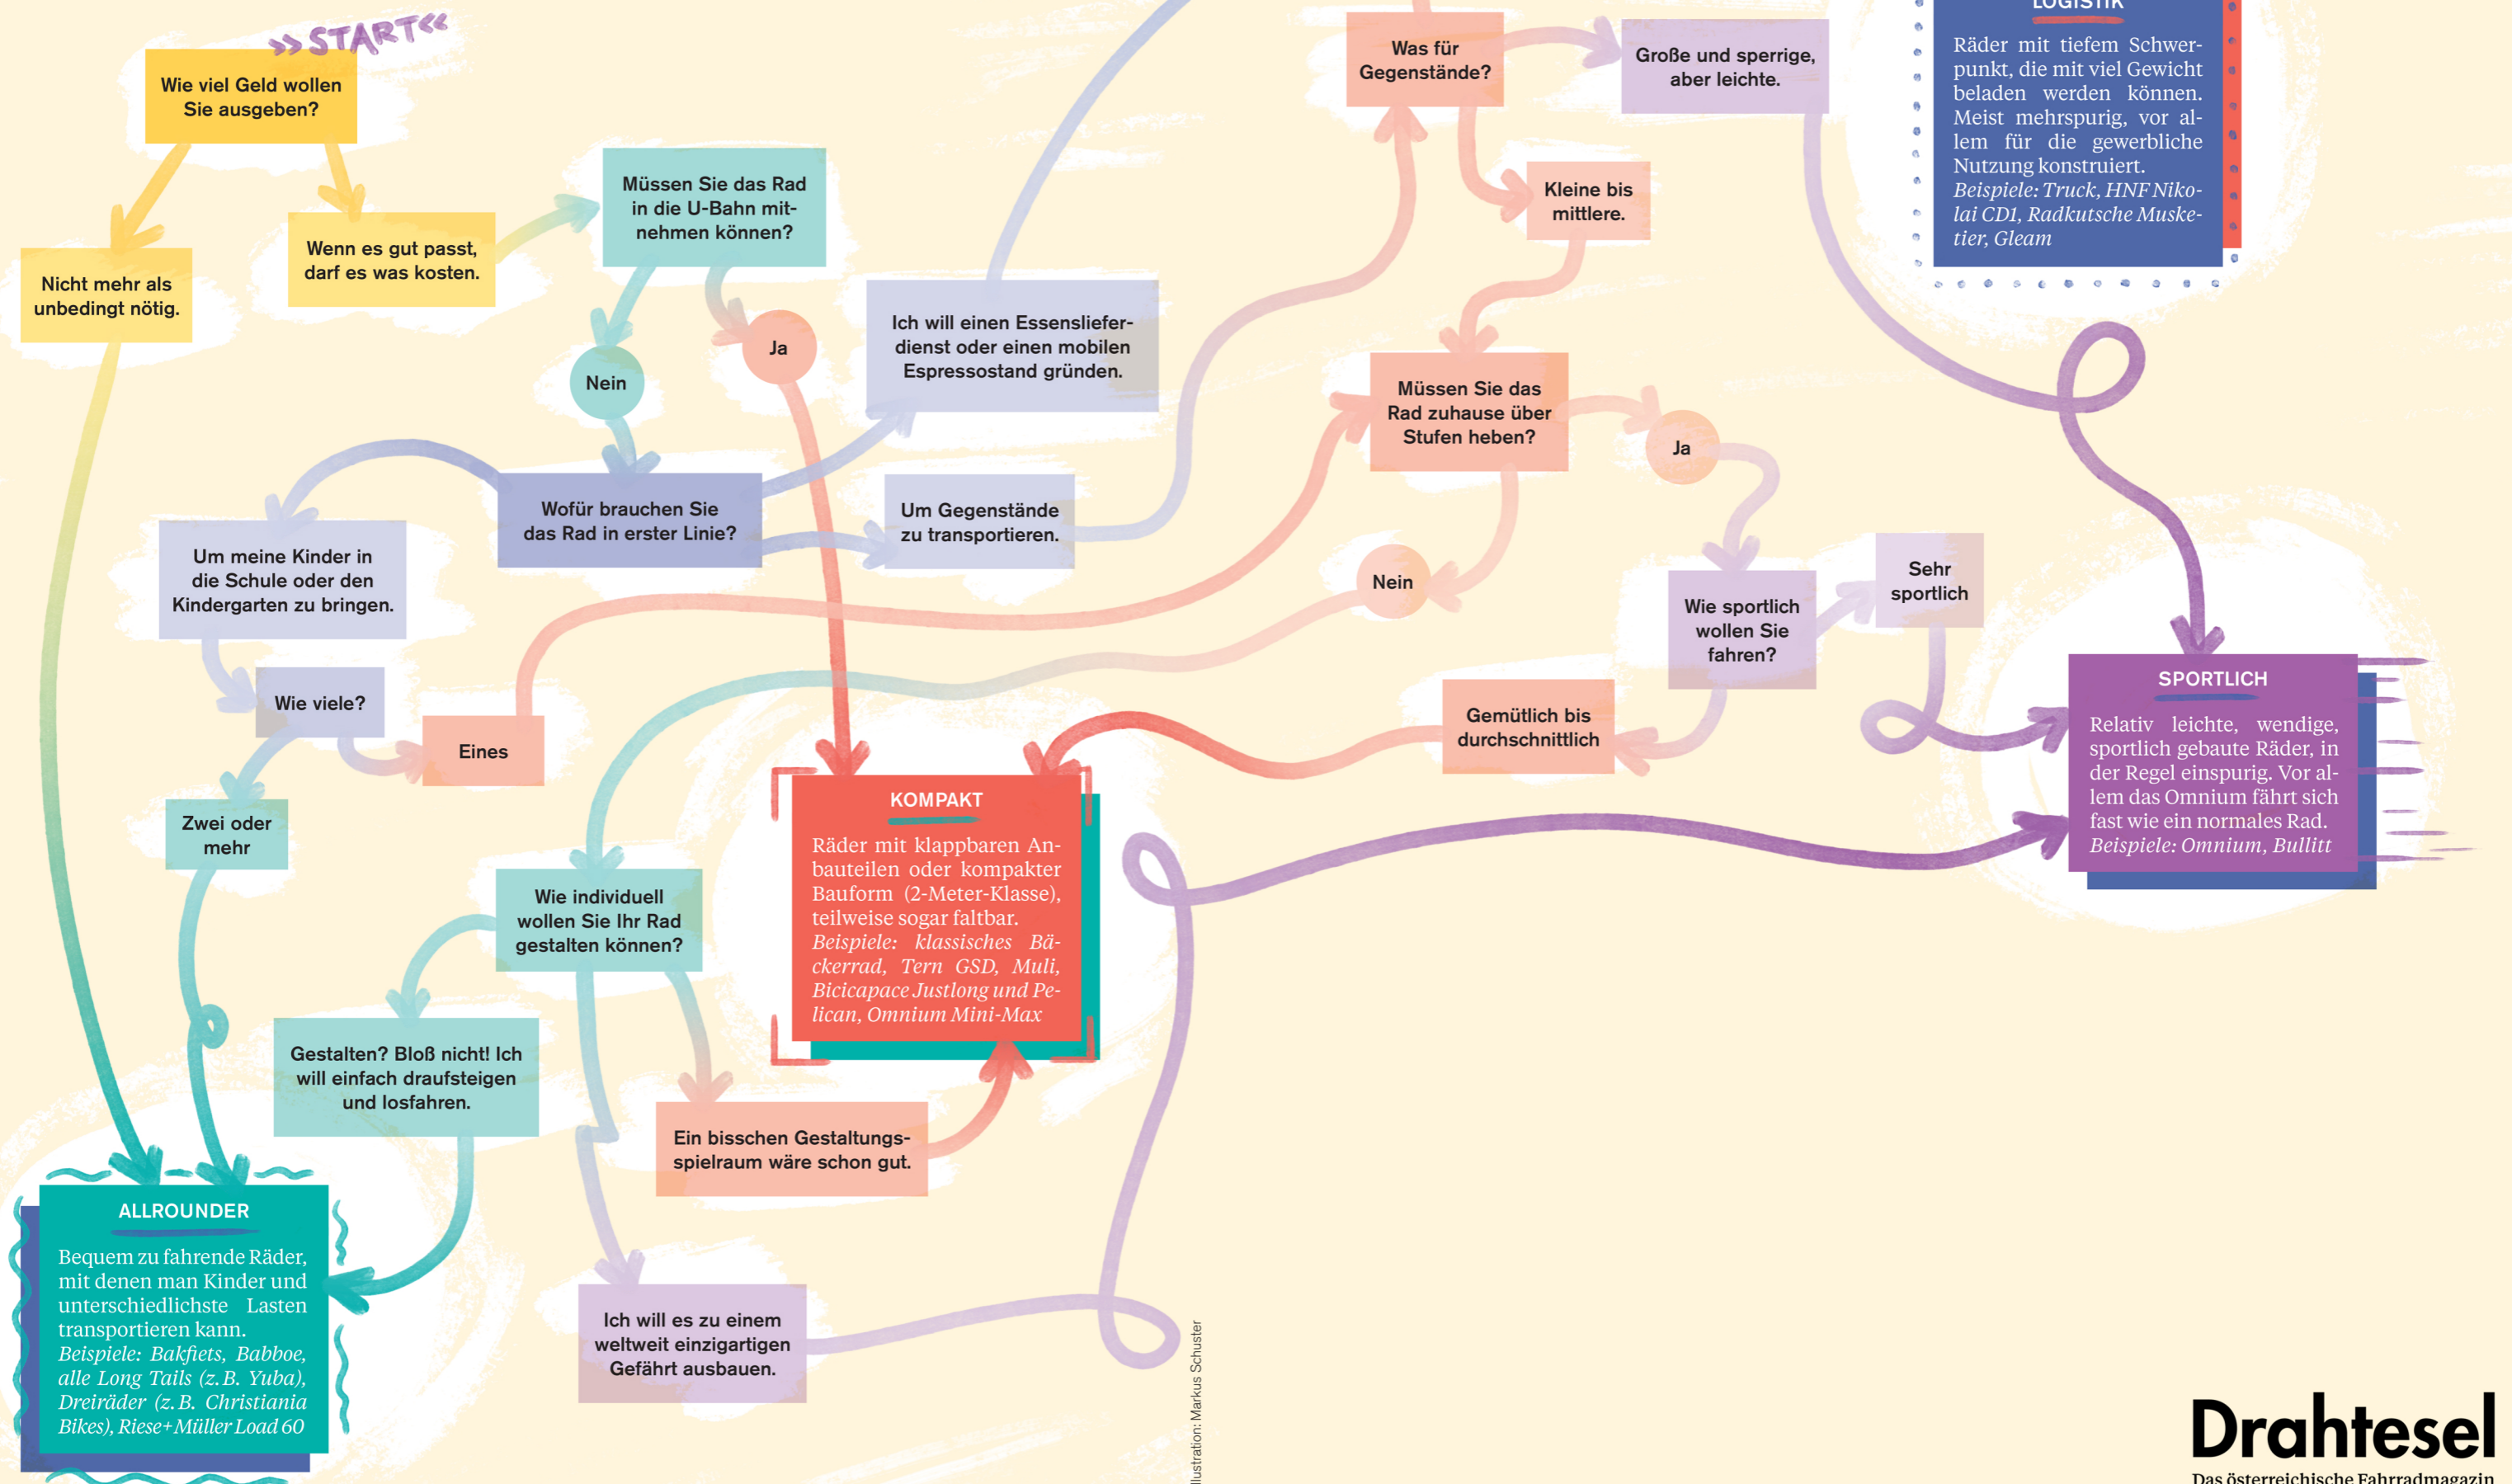 >>START<<
Wie viel Geld wollen
Sie ausgeben?
Nicht mehr als
unbedingt nötig.
Wenn es gut passt,
darf es was kosten.
Müssen Sie das Rad
in die U-Bahn mit-
nehmen können?
Nein
Ja
Wofür brauchen Sie
das Rad in erster Linie?
Ich will einen Essensliefer-
dienst oder einen mobilen
Espressostand gründen.
Um Gegenstände
zu transportieren.
Um meine Kinder in
die Schule oder den
Kindergarten zu bringen.
Wie viele?
Eines
Zwei oder
mehr
Was für
Gegenstände?
Große und sperrige,
aber leichte.
Kleine bis
mittlere.
Müssen Sie das
Rad zuhause über
Stufen heben?
Ja
Nein
Wie sportlich
wollen Sie
fahren?
Sehr
sportlich
Gemütlich bis
durchschnittlich
Wie individuell
wollen Sie Ihr Rad
gestalten können?
Gestalten? Bloß nicht! Ich
will einfach draufsteigen
und losfahren.
Ein bisschen Gestaltungs-
spielraum wäre schon gut.
Ich will es zu einem
weltweit einzigartigen
Gefährt ausbauen.
LOGISTIK
Räder mit tiefem Schwer-
punkt, die mit viel Gewicht
beladen werden können.
Meist mehrspurig, vor al-
lem für die gewerbliche
Nutzung konstruiert.
Beispiele: Truck, HNF Niko-
lai CD1, Radkutsche Muske-
tier, Gleam
SPORTLICH
Relativ leichte, wendige,
sportlich gebaute Räder, in
der Regel einspurig. Vor al-
lem das Omnium fährt sich
fast wie ein normales Rad.
Beispiele: Omnium, Bullitt
KOMPAKT
Räder mit klappbaren An-
bauteilen oder kompakter
Bauform (2-Meter-Klasse),
teilweise sogar faltbar.
Beispiele: klassisches Bä-
ckerrad, Tern GSD, Muli,
Bicicapace Justlong und Pe-
lican, Omnium Mini-Max
ALLROUNDER
Bequem zu fahrende Räder,
mit denen man Kinder und
unterschiedlichste Lasten
transportieren kann.
Beispiele: Bakfiets, Babboe,
alle Long Tails (z. B. Yuba),
Dreiräder (z. B. Christiania
Bikes), Riese+Müller Load 60
llustration: Markus Schuster
Drahtesel
Das österreichische Fahrradmagazin